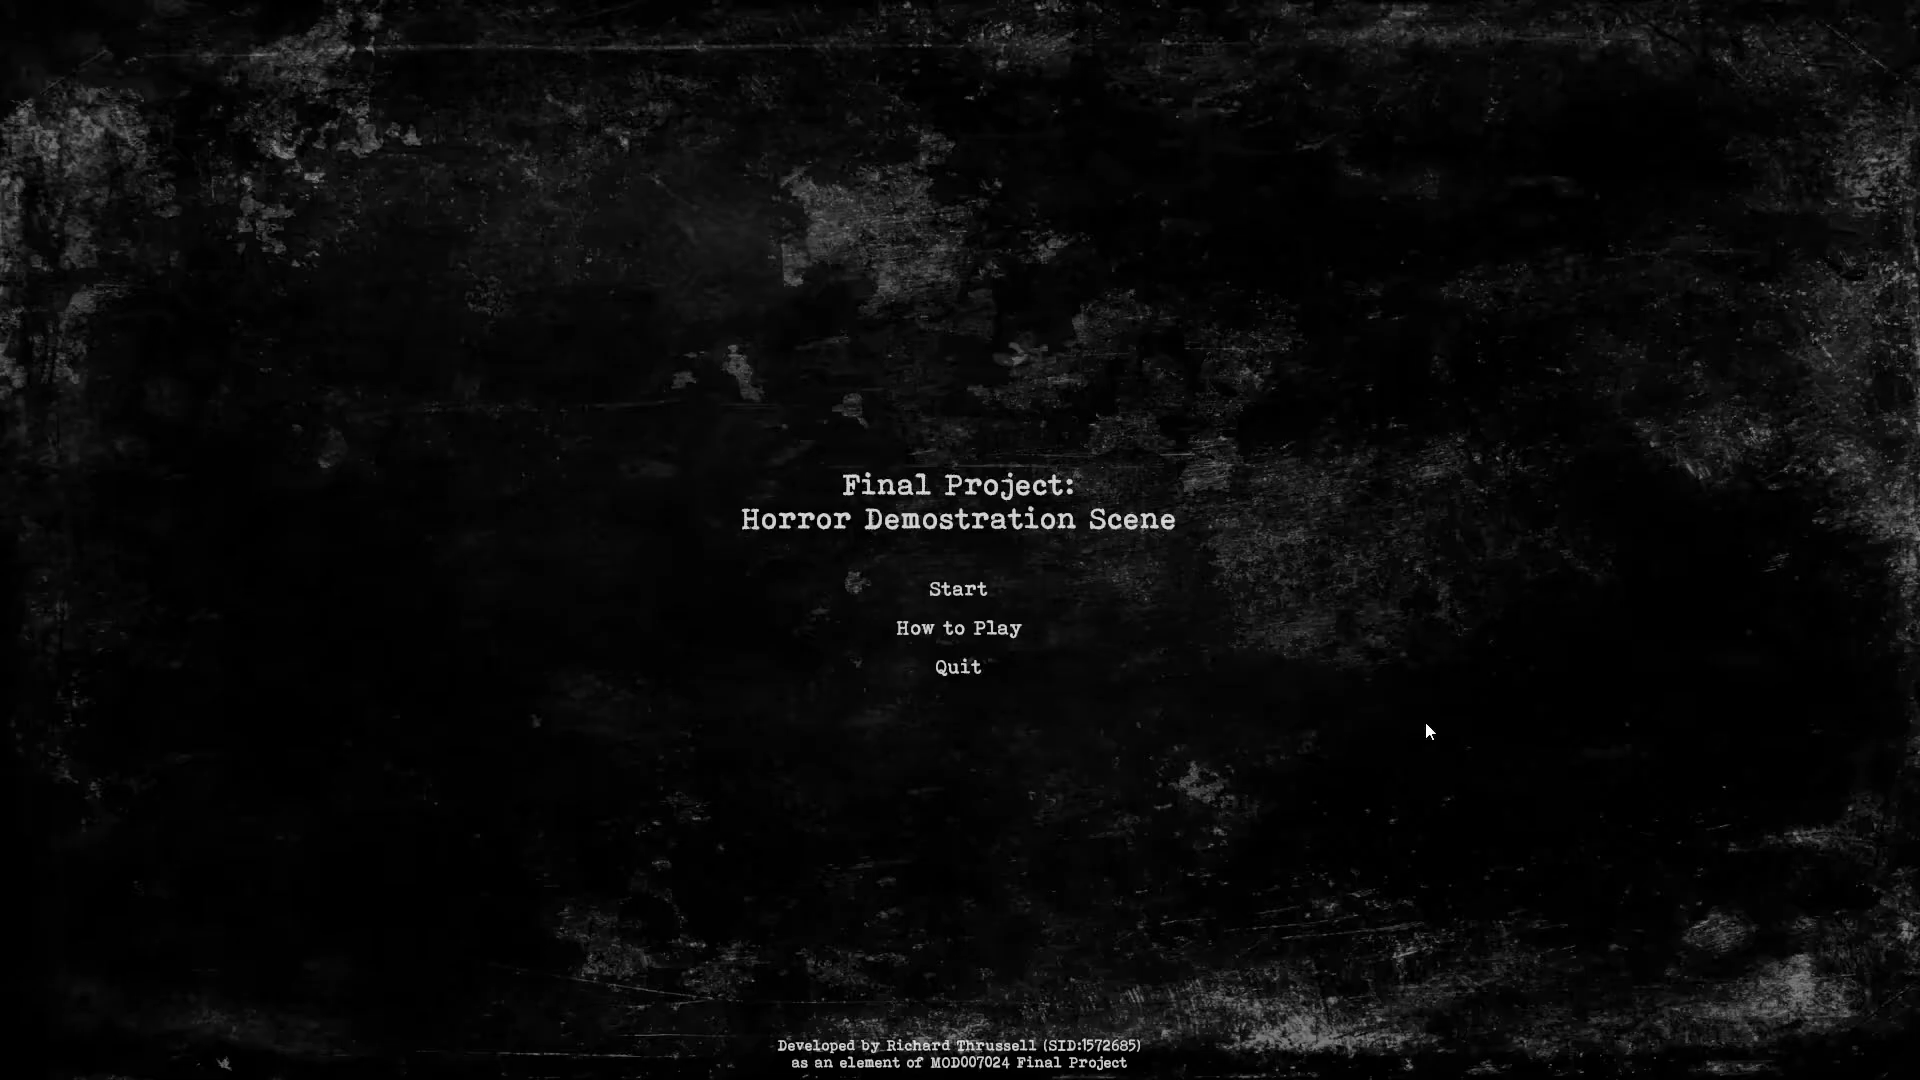 Final Project:
Horror Demostration Scene
Start
How to Play
Quit
Developed by Richard Thrussell (SID:1572685)
as an element of MOD007024 Final Project